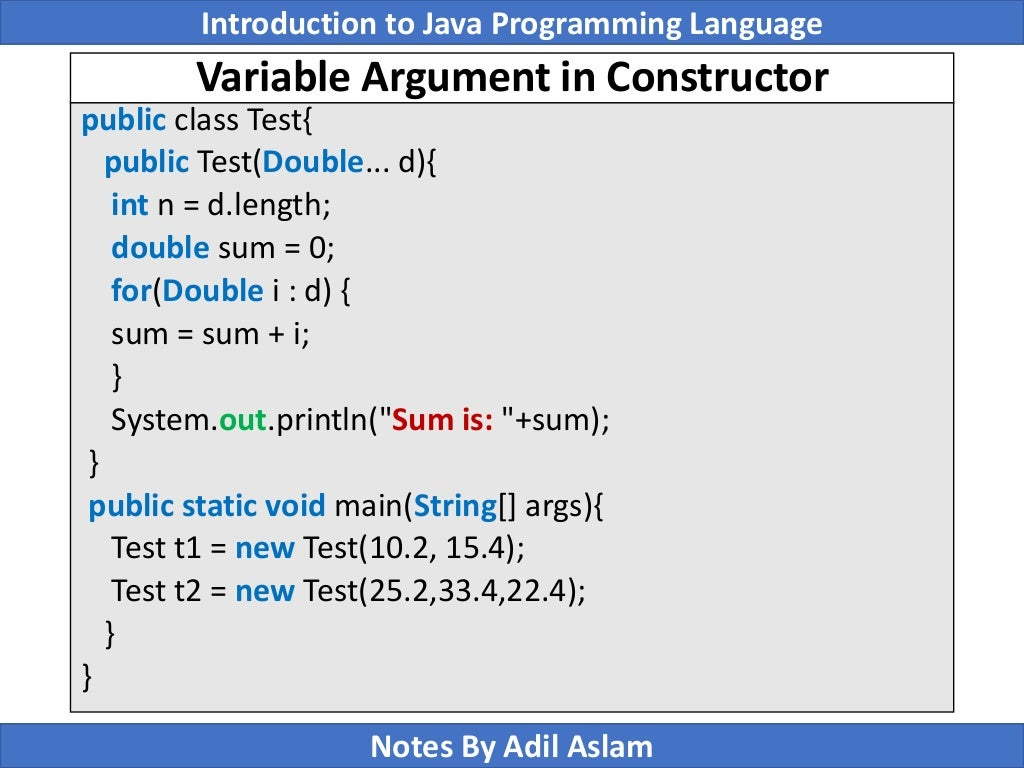 Introduction to Java Programming Language
Variable Argument in Constructor
public class Test{
public Test(Double... d){
int n = d.length;
double sum = 0;
for(Double i : d) {
sum = sum + i;
}
System.out.println("Sum is: "+sum);
}
public static void main(String[] args){
Test t1 = new Test(10.2, 15.4);
Test t2 = new Test(25.2,33.4,22.4);
}
}
Notes By Adil Aslam